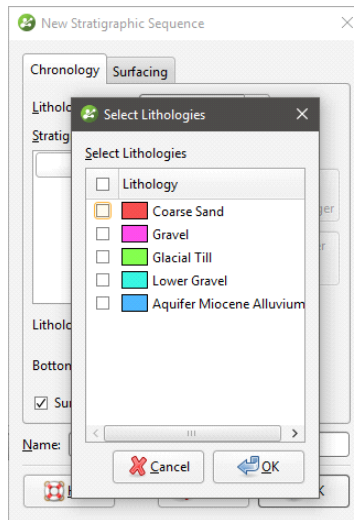 New Stratigraphic Sequence
Chronology Surfacing
Select Lithologies
Select Lithologies
Lithology
Coarse Sand
Gravel
Glacial Till
Lower Gravel
Aquifer Miocene Alluvium
Name:
Cancel OK